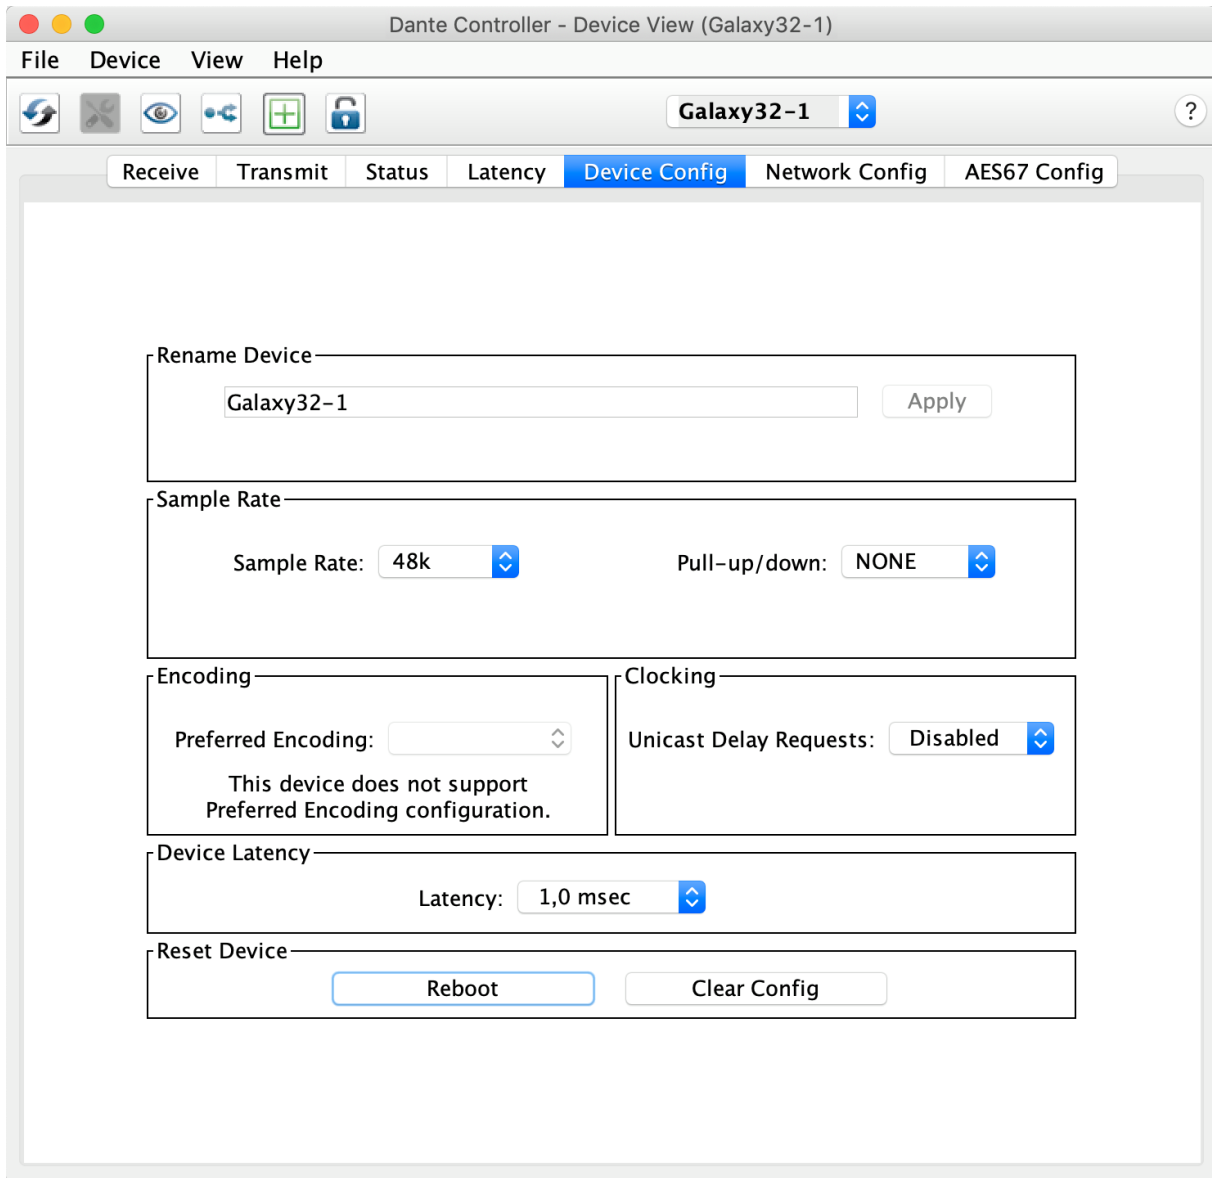 Dante Controller - Device View (Galaxy32-1)
File Device View Help
Galaxy32-1
?
Receive Transmit Status Latency Device Config Network Config AES67 Config
Rename Device
Galaxy32-1 Apply
Sample Rate
Sample Rate: 48k Pull-up/down: NONE
Encoding
Preferred Encoding:
This device does not support
Preferred Encoding configuration.
Clocking
Unicast Delay Requests: Disabled
Device Latency
Latency: 1,0 msec
Reset Device
Reboot Clear Config